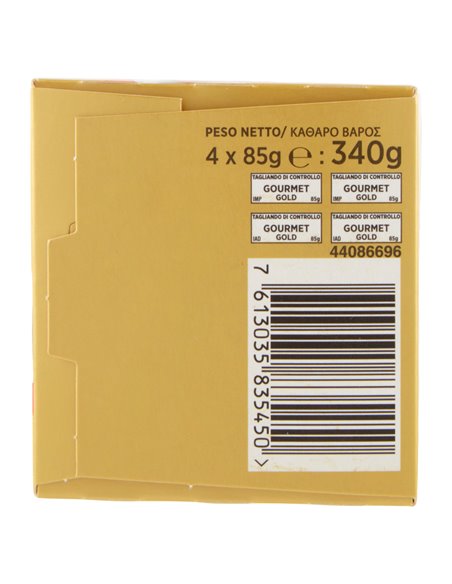 PESO NETTO/ ΚΑΘΑΡΟ ΒΑΡΟΣ
4 x 85g ℮ : 340g
TAGLIANDO DI CONTROLLO
GOURMET
GOLD
IMP 85g
TAGLIANDO DI CONTROLLO
GOURMET
GOLD
IMP 85g
TAGLIANDO DI CONTROLLO
GOURMET
GOLD
IAD 85g
TAGLIANDO DI CONTROLLO
GOURMET
GOLD
IAD 85g
44086696
7 613035 835450 >